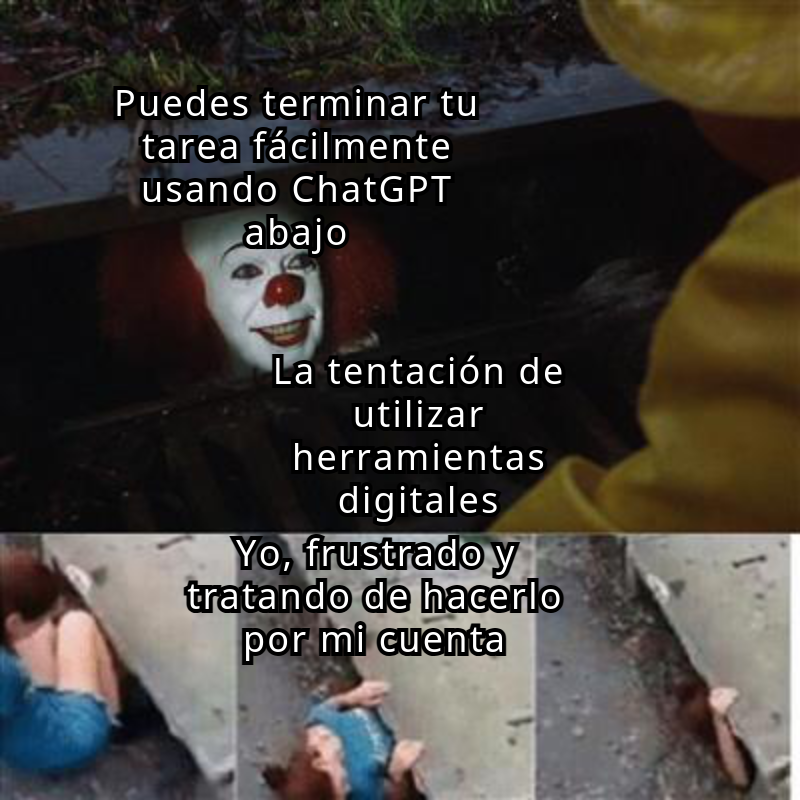 Puedes terminar tu
tarea fácilmente
usando ChatGPT
abajo
La tentación de
utilizar
herramientas
digitales
Yo, frustrado y
tratando de hacerlo
por mi cuenta